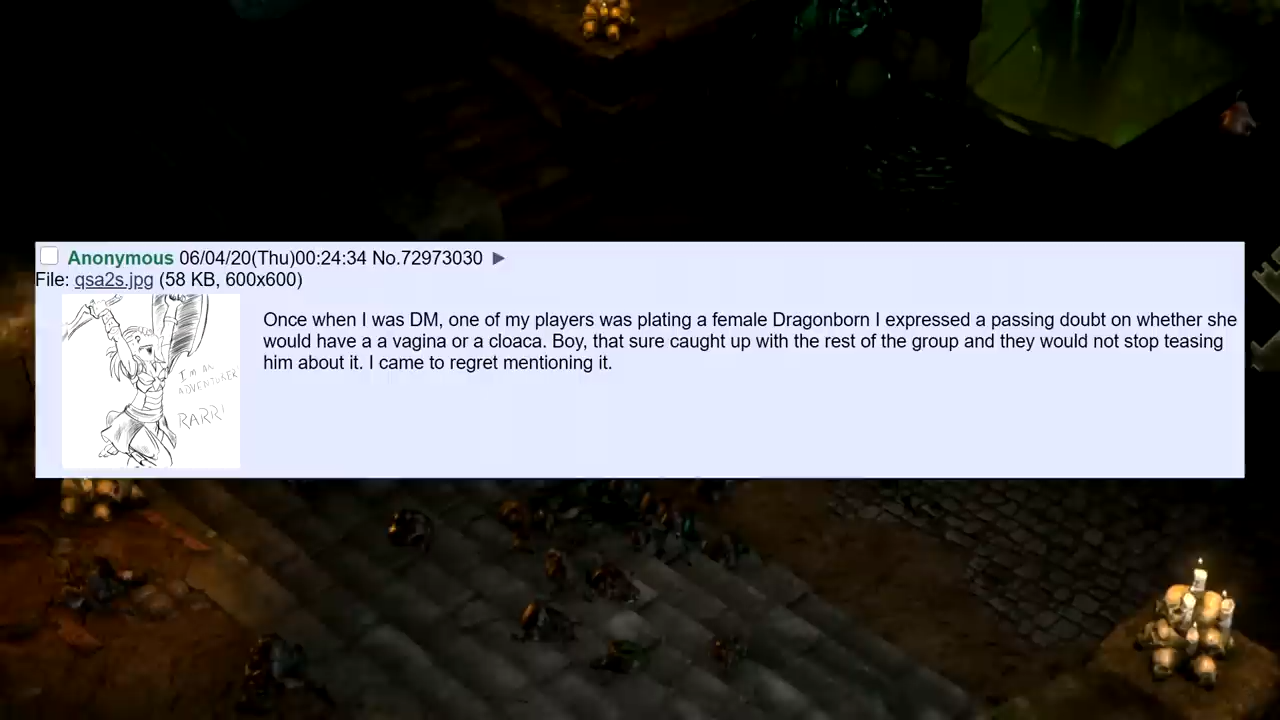 Anonymous 06/04/20(Thu)00:24:34 No.72973030 ▶
File: qsa2s.jpg (58 KB, 600x600)
Once when I was DM, one of my players was plating a female Dragonborn I expressed a passing doubt on whether she
would have a a vagina or a cloaca. Boy, that sure caught up with the rest of the group and they would not stop teasing
him about it. I came to regret mentioning it.
I'M AN
ADVENTURER!
RARR!